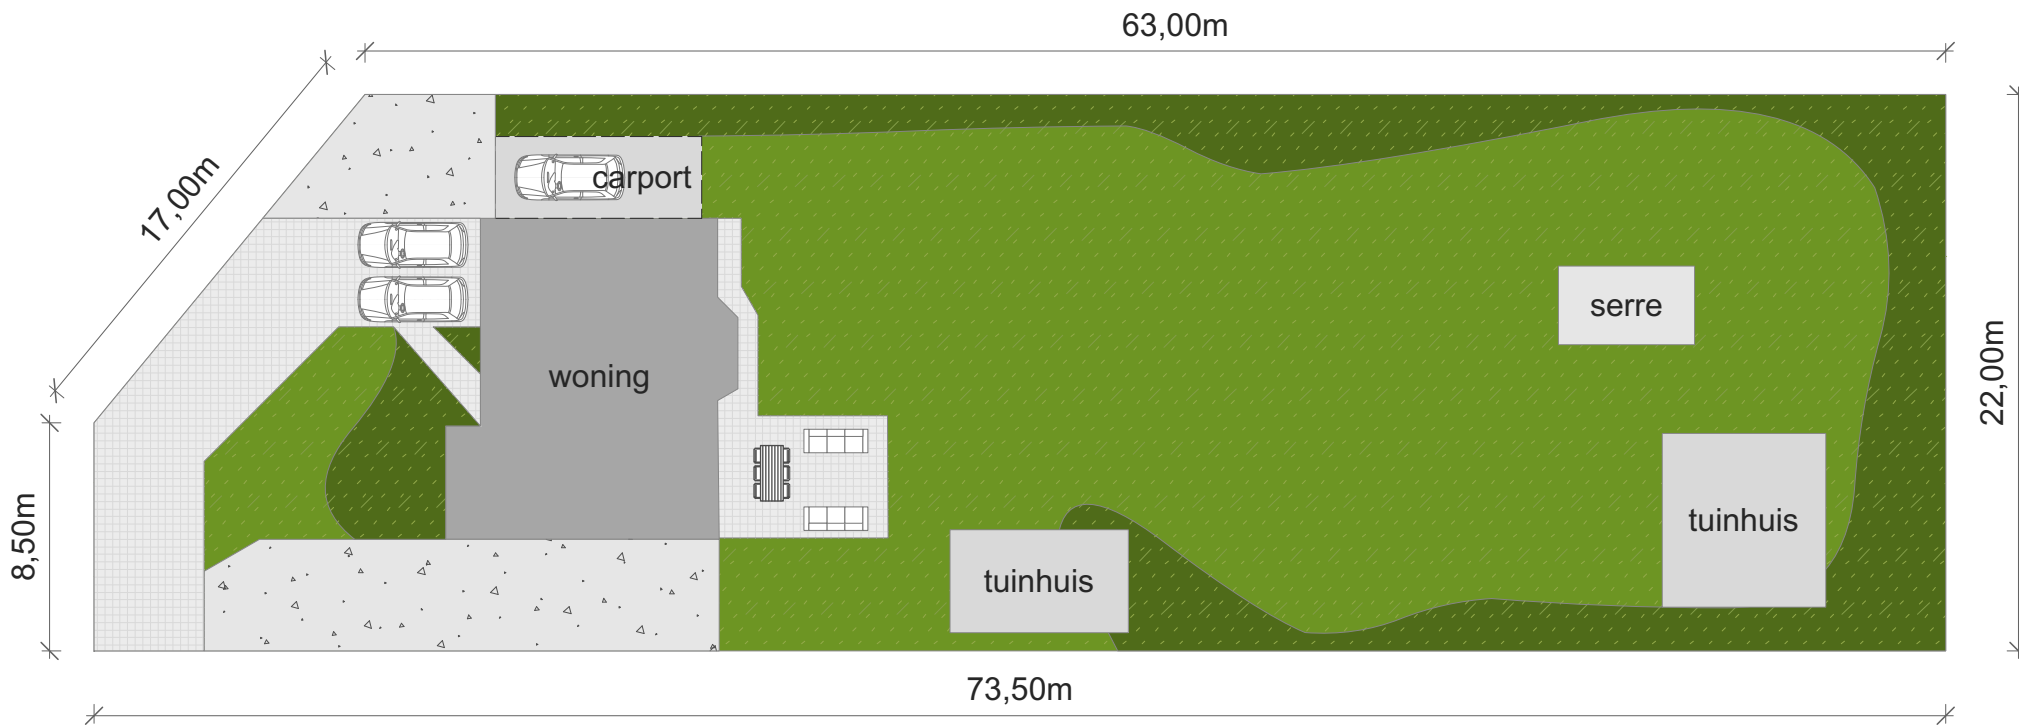 63,00m
17,00m
carport
serre
woning
22,00m
8,50m
tuinhuis
tuinhuis
73,50m